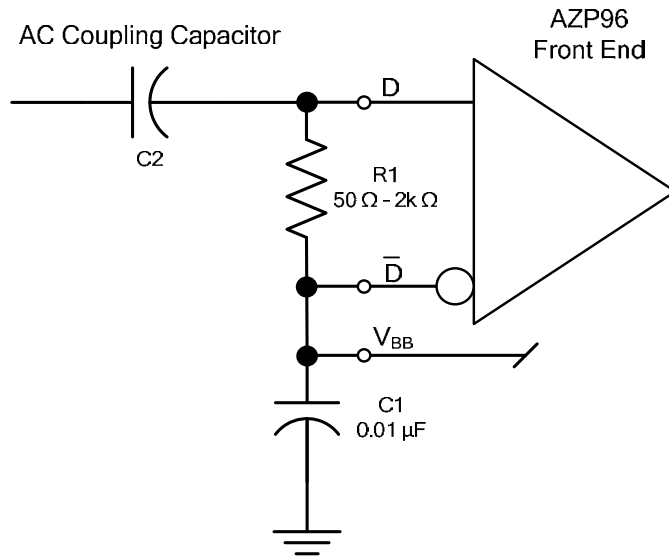 AZP96
Front End
AC Coupling Capacitor
D
C2
R1
50 Ω - 2k Ω
D̅
V_BB
C1
0.01 µF